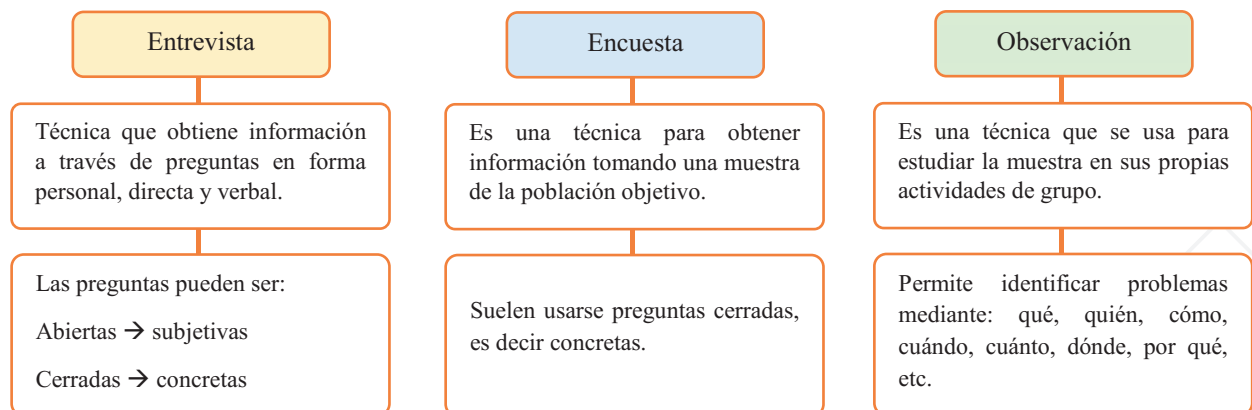 Entrevista
Técnica que obtiene información
a través de preguntas en forma
personal, directa y verbal.
Las preguntas pueden ser:
Abiertas → subjetivas
Cerradas → concretas
Encuesta
Es una técnica para obtener
información tomando una muestra
de la población objetivo.
Suelen usarse preguntas cerradas,
es decir concretas.
Observación
Es una técnica que se usa para
estudiar la muestra en sus propias
actividades de grupo.
Permite identificar problemas
mediante: qué, quién, cómo,
cuándo, cuánto, dónde, por qué,
etc.